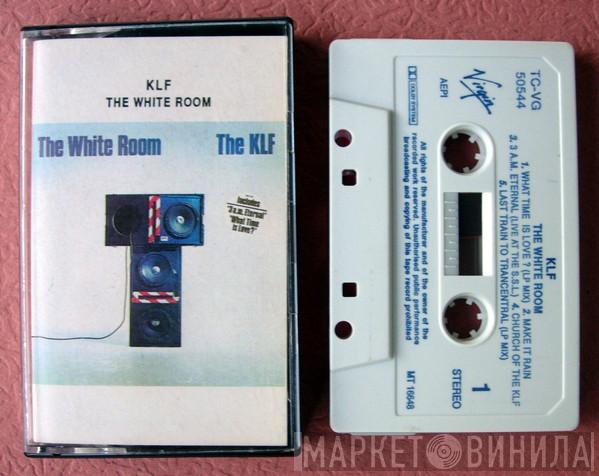 KLF
THE WHITE ROOM
The White Room
The KLF
Includes
"3 a.m. Eternal"
"What Time
Is Love?"
DOLBY SYSTEM
Virgin
TC-VG
50544
AEPI
All rights of the manufacturer and of the owner of the
recorded work reserved. Unauthorised public performance
broadcasting and copying of this tape record prohibited
KLF
THE WHITE ROOM
1. WHAT TIME IS LOVE? (LP MIX) 2. MAKE IT RAIN
3. 3 A.M. ETERNAL (LIVE AT THE S.S.L.) 4. CHURCH OF THE KLF
5. LAST TRAIN TO TRANCENTRAL (LP MIX)
MT 16648
1
STEREO
МАРКЕТ ВИНИЛА